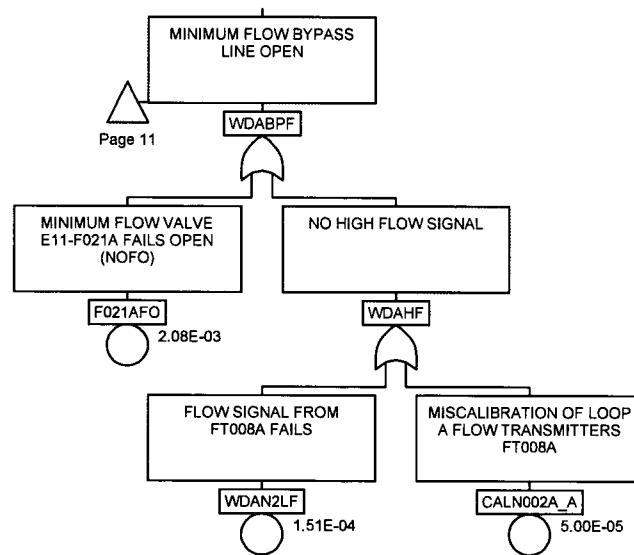 MINIMUM FLOW BYPASS
LINE OPEN
Page 11
WDABPF
MINIMUM FLOW VALVE
E11-F021A FAILS OPEN
(NOFO)
NO HIGH FLOW SIGNAL
F021AFO
2.08E-03
WDAHF
FLOW SIGNAL FROM
FT008A FAILS
MISCALIBRATION OF LOOP
A FLOW TRANSMITTERS
FT008A
WDAN2LF
1.51E-04
CALN002A_A
5.00E-05